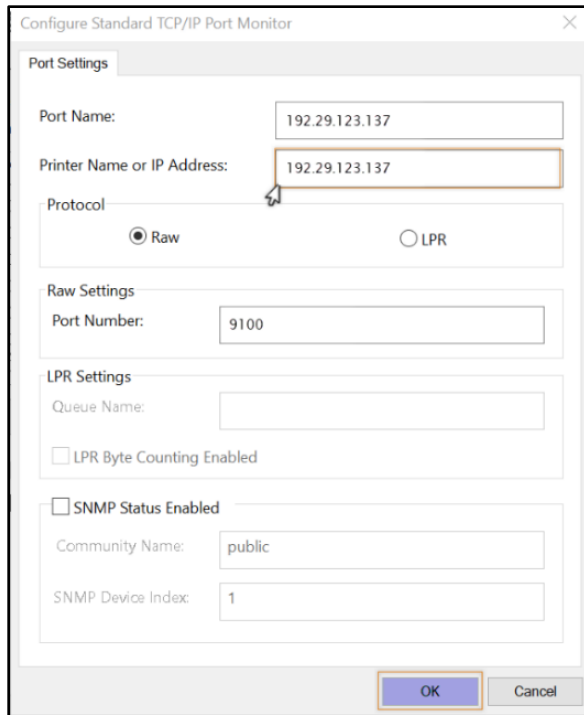 Configure Standard TCP/IP Port Monitor
Port Settings
Port Name: 192.29.123.137
Printer Name or IP Address: 192.29.123.137
Protocol
Raw LPR
Raw Settings
Port Number: 9100
LPR Settings
Queue Name:
LPR Byte Counting Enabled
SNMP Status Enabled
Community Name: public
SNMP Device Index: 1
OK Cancel